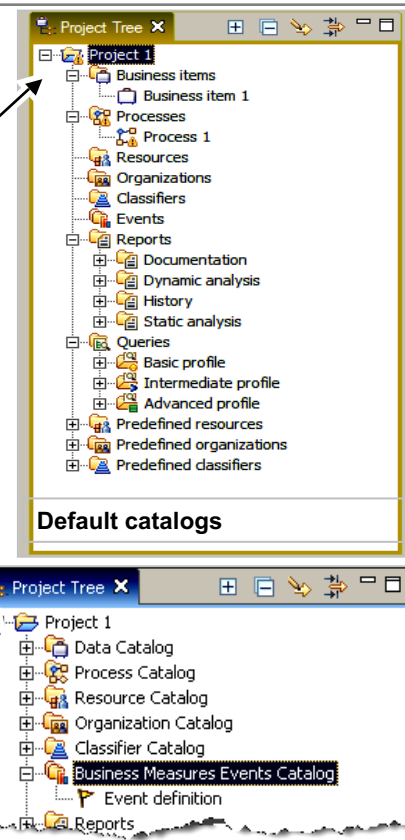 Project Tree
Project 1
Business items
Business item 1
Processes
Process 1
Resources
Organizations
Classifiers
Events
Reports
Documentation
Dynamic analysis
History
Static analysis
Queries
Basic profile
Intermediate profile
Advanced profile
Predefined resources
Predefined organizations
Predefined classifiers
Default catalogs
Project Tree
Project 1
Data Catalog
Process Catalog
Resource Catalog
Organization Catalog
Classifier Catalog
Business Measures Events Catalog
Event definition
Reports